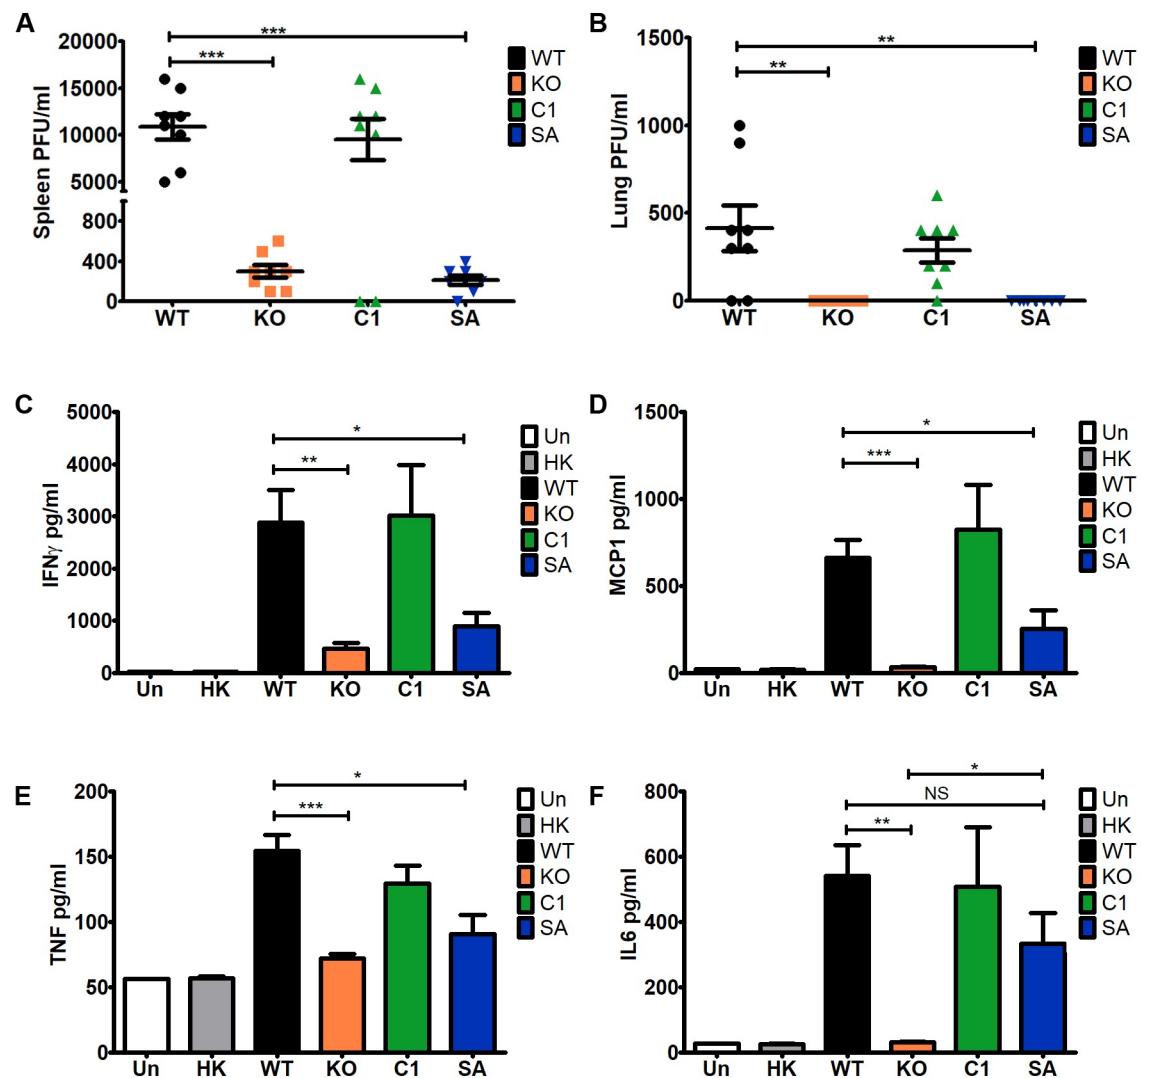 A
Spleen PFU/ml
20000
15000
10000
5000
800
400
0
***
***
WT
KO
C1
SA
WT
KO
C1
SA
B
Lung PFU/ml
1500
1000
500
0
**
**
WT
KO
C1
SA
WT
KO
C1
SA
C
IFNγ pg/ml
5000
4000
3000
2000
1000
0
*
**
Un
HK
WT
KO
C1
SA
Un
HK
WT
KO
C1
SA
D
MCP1 pg/ml
1500
1000
500
0
*
***
Un
HK
WT
KO
C1
SA
Un
HK
WT
KO
C1
SA
E
TNF pg/ml
200
150
100
50
0
*
***
Un
HK
WT
KO
C1
SA
Un
HK
WT
KO
C1
SA
F
IL6 pg/ml
800
600
400
200
0
*
NS
**
Un
HK
WT
KO
C1
SA
Un
HK
WT
KO
C1
SA